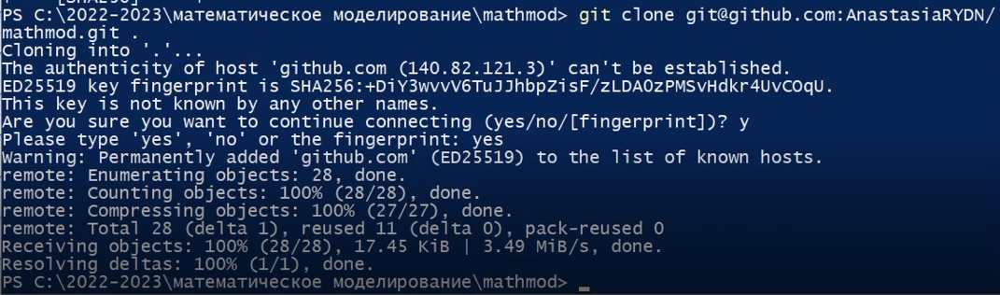 PS C:\2022-2023\математическое моделирование\mathmod> git clone git@github.com:AnastasiaRYDN/
mathmod.git .
Cloning into '.'...
The authenticity of host 'github.com (140.82.121.3)' can't be established.
ED25519 key fingerprint is SHA256:+DiY3wvvV6TuJJhbpZisF/zLDA0zPMSvHdkr4UvCOqU.
This key is not known by any other names.
Are you sure you want to continue connecting (yes/no/[fingerprint])? y
Please type 'yes', 'no' or the fingerprint: yes
Warning: Permanently added 'github.com' (ED25519) to the list of known hosts.
remote: Enumerating objects: 28, done.
remote: Counting objects: 100% (28/28), done.
remote: Compressing objects: 100% (27/27), done.
remote: Total 28 (delta 1), reused 11 (delta 0), pack-reused 0
Receiving objects: 100% (28/28), 17.45 KiB | 3.49 MiB/s, done.
Resolving deltas: 100% (1/1), done.
PS C:\2022-2023\математическое моделирование\mathmod>